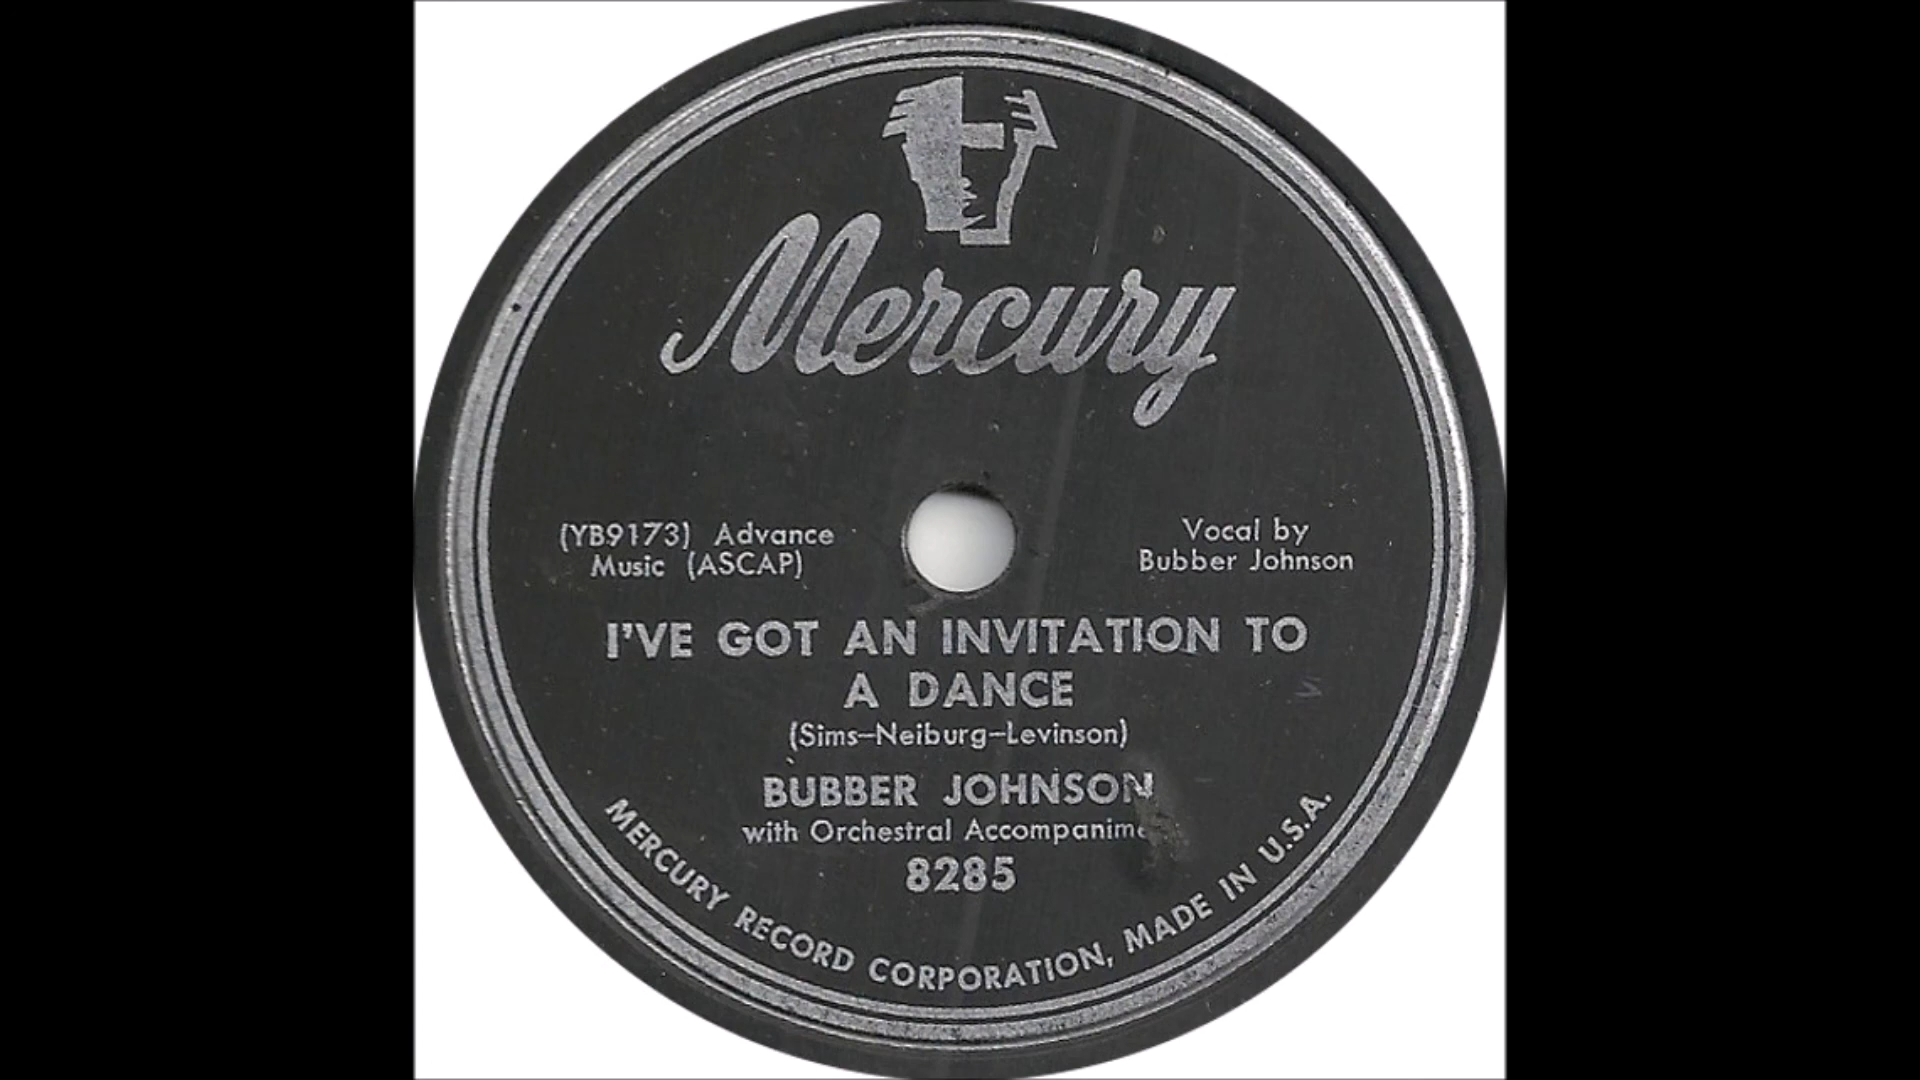 Mercury
(YB9173) Advance
Music (ASCAP)
Vocal by
Bubber Johnson
I'VE GOT AN INVITATION TO
A DANCE
(Sims–Neiburg–Levinson)
BUBBER JOHNSON
with Orchestral
8285
MERCURY RECORD CORPORATION, MADE IN U.S.A.